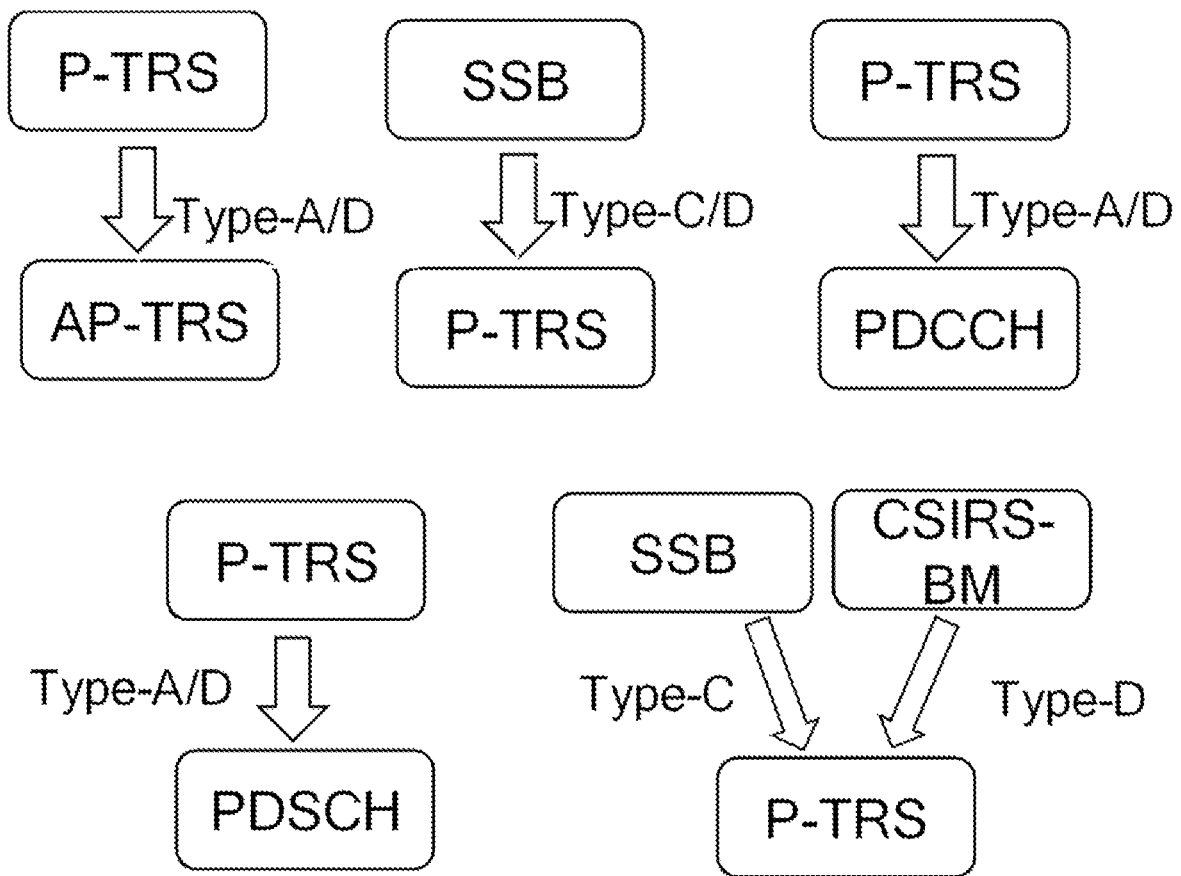 P-TRS
SSB
P-TRS
Type-A/D
Type-C/D
Type-A/D
AP-TRS
P-TRS
PDCCH
P-TRS
SSB
CSIRS-
BM
Type-A/D
Type-C
Type-D
PDSCH
P-TRS